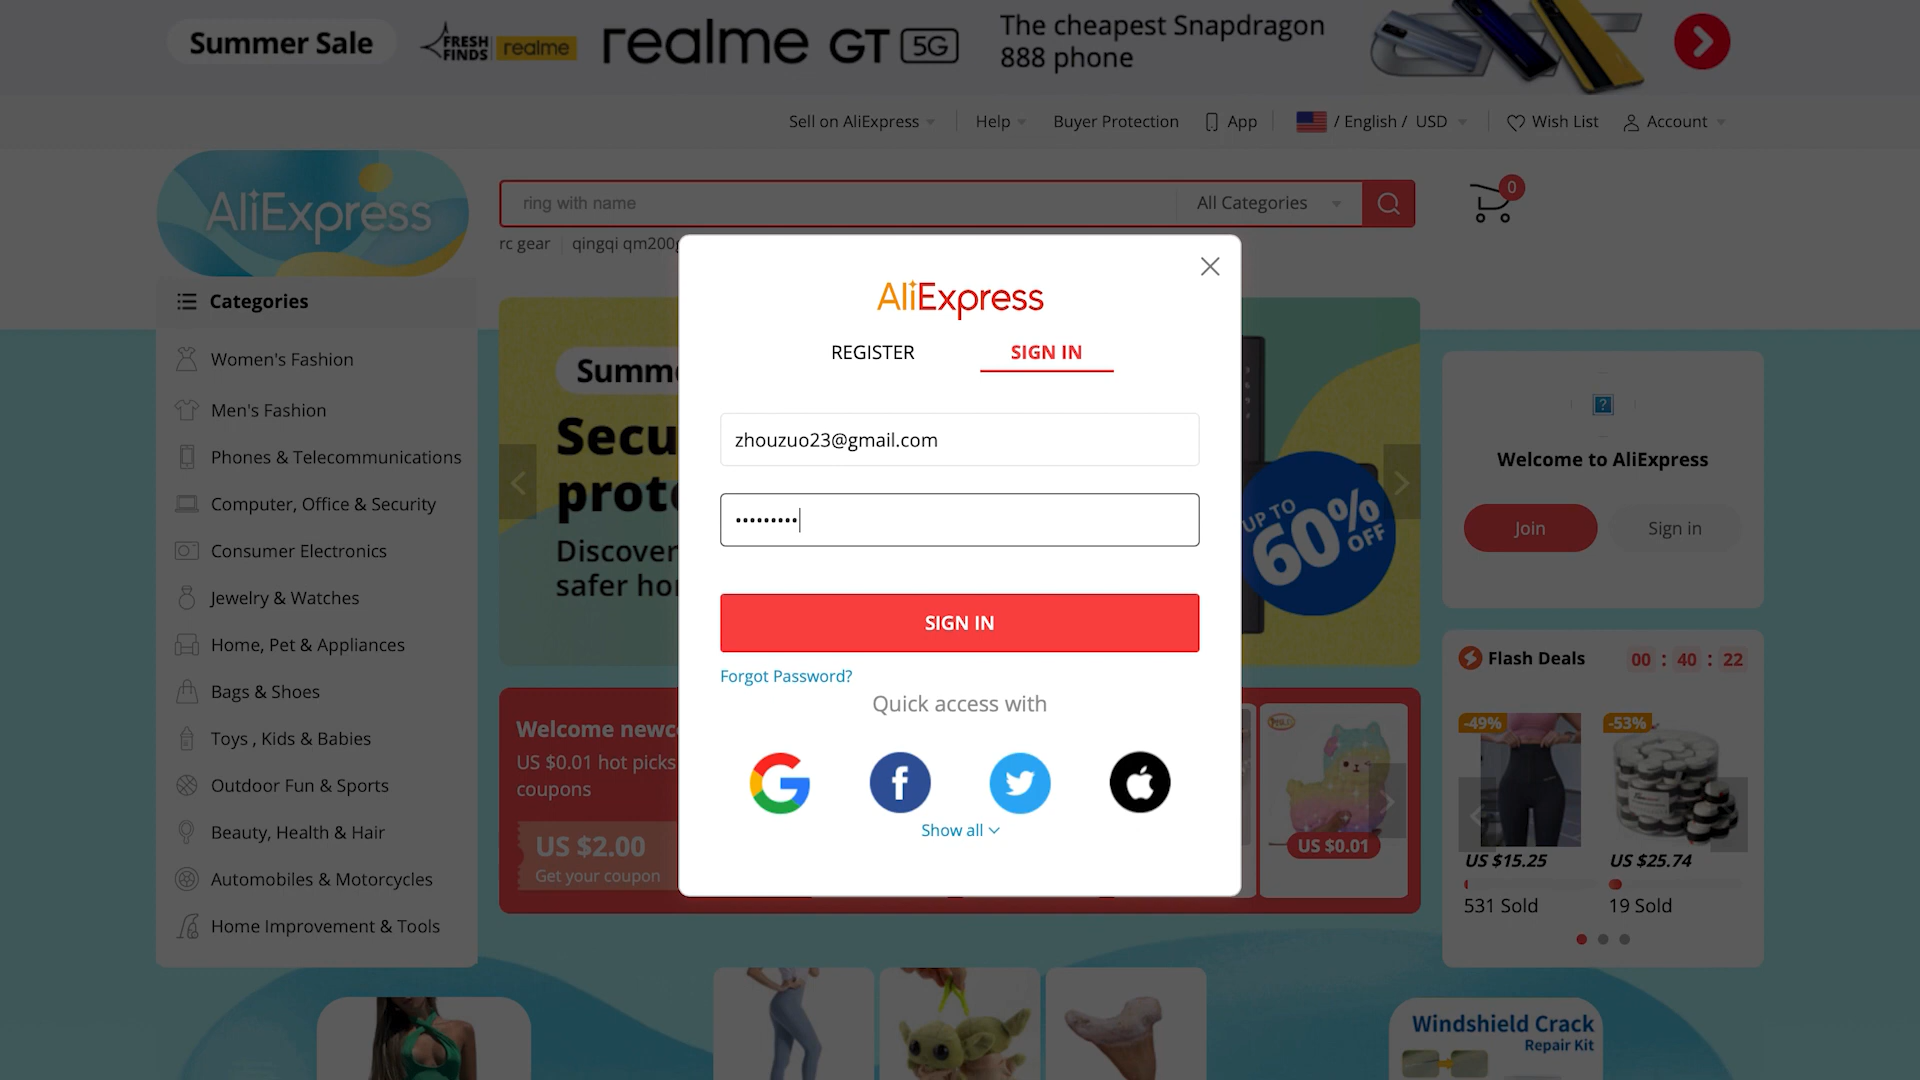 Summer Sale
FRESH FINDS
realme
realme GT 5G
The cheapest Snapdragon
888 phone
Sell on AliExpress
Help
Buyer Protection
App
/ English / USD
Wish List
Account
AliExpress
ring with name
All Categories
0
rc gear
qingqi qm200g
Categories
Women's Fashion
Men's Fashion
Phones & Telecommunications
Computer, Office & Security
Consumer Electronics
Jewelry & Watches
Home, Pet & Appliances
Bags & Shoes
Toys , Kids & Babies
Outdoor Fun & Sports
Beauty, Health & Hair
Automobiles & Motorcycles
Home Improvement & Tools
Summe
Secu
prote
Discover
safer ho
UP TO
60% OFF
AliExpress
REGISTER
SIGN IN
zhouzuo23@gmail.com
•••••••••
SIGN IN
Forgot Password?
Quick access with
Show all
Welcome newc
US $0.01 hot picks
coupons
US $2.00
Get your coupon
US $0.01
Welcome to AliExpress
Join
Sign in
Flash Deals
00 : 40 : 22
-49%
-53%
US $15.25
US $25.74
531 Sold
19 Sold
Windshield Crack
Repair Kit